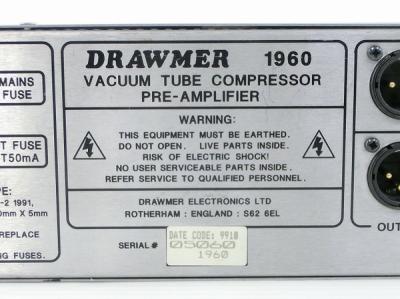 DRAWMER 1960
VACUUM TUBE COMPRESSOR
PRE-AMPLIFIER
WARNING:
THIS EQUIPMENT MUST BE EARTHED.
DO NOT OPEN. LIVE PARTS INSIDE.
RISK OF ELECTRIC SHOCK!
NO USER SERVICEABLE PARTS INSIDE.
REFER SERVICE TO QUALIFIED PERSONNEL.
DRAWMER ELECTRONICS LTD
ROTHERHAM : ENGLAND : S62 6EL
SERIAL#
DATE CODE: 9910
05060
1960
MAINS
FUSE
FUSE
T50mA
PE:
-2 1991,
0mm X 5mm
REPLACE
NG FUSES.
OUT